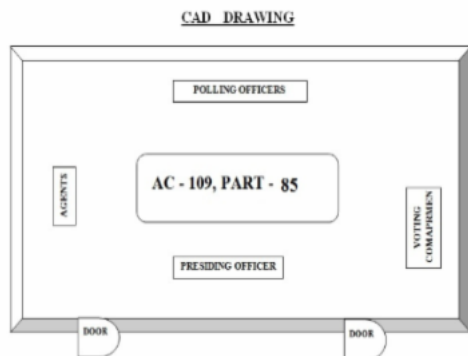 CAD DRAWING
POLLING OFFICERS
AGENTS
AC - 109, PART - 85
VOTING
COMAPRMEN
PRESIDING OFFICER
DOOR
DOOR